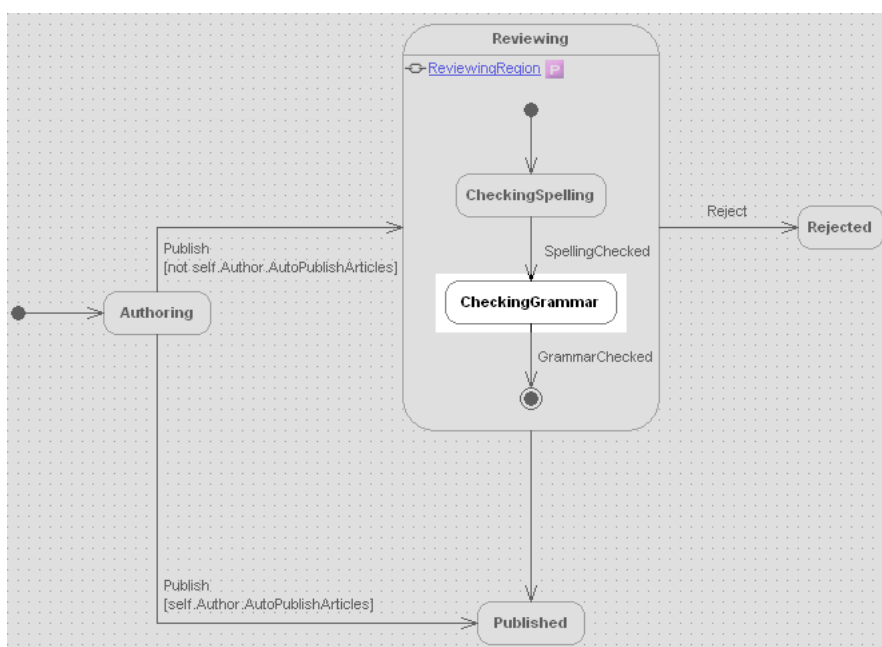 Reviewing
ReviewingRegion P
CheckingSpelling
Reject
Rejected
Publish
[not self.Author.AutoPublishArticles]
SpellingChecked
CheckingGrammar
Authoring
GrammarChecked
Publish
[self.Author.AutoPublishArticles]
Published